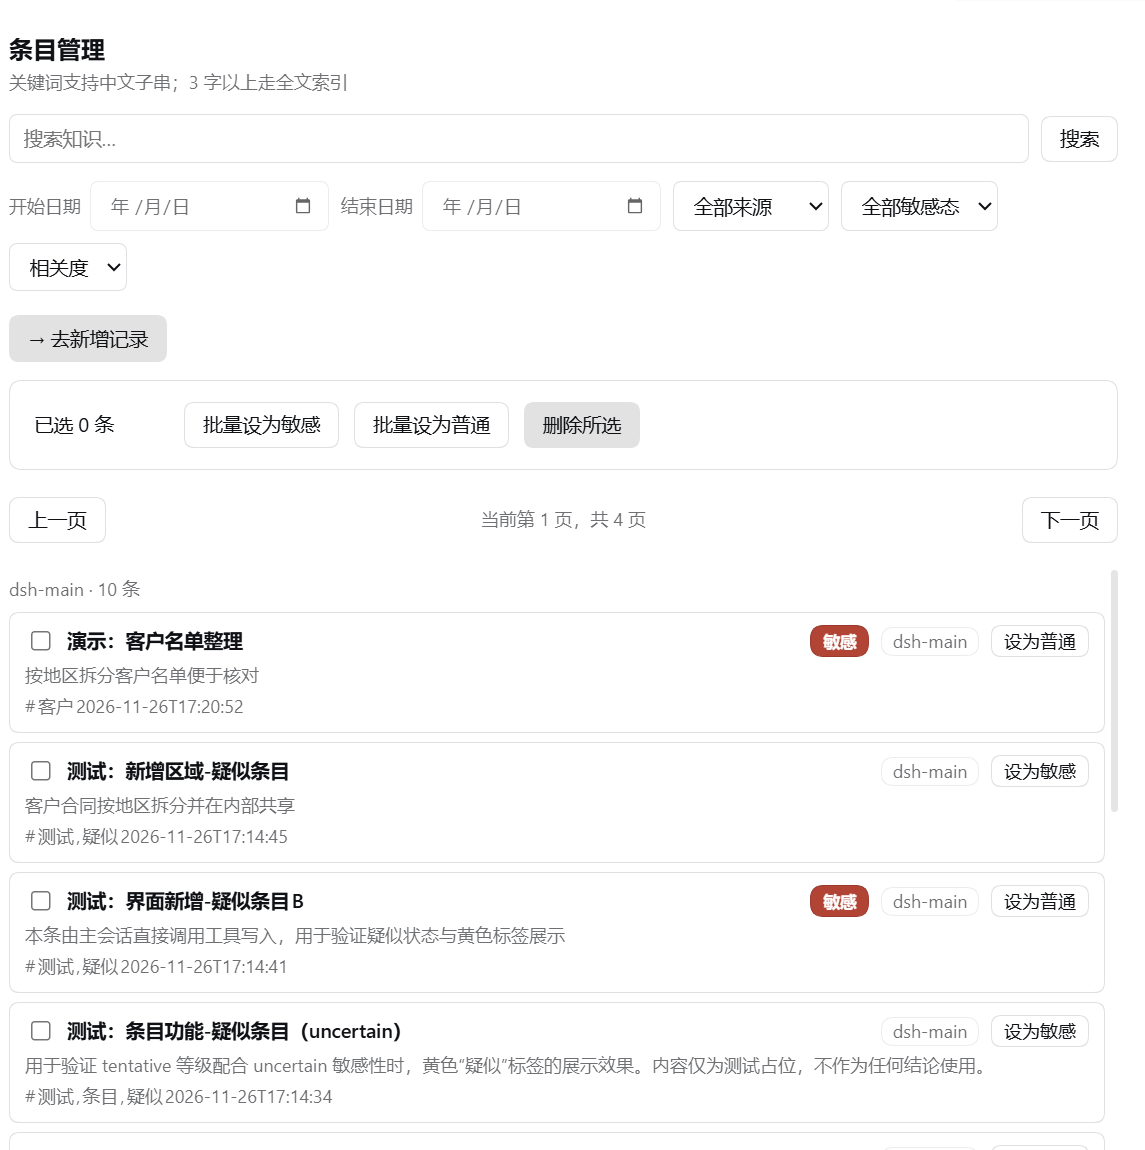 条目管理
关键词支持中文子串；3 字以上走全文索引
搜索知识...
搜索
开始日期
年 /月/日
结束日期
年 /月/日
全部来源
全部敏感态
相关度
→ 去新增记录
已选 0 条
批量设为敏感
批量设为普通
删除所选
上一页
当前第 1 页，共 4 页
下一页
dsh-main · 10 条
演示：客户名单整理
敏感
dsh-main
设为普通
按地区拆分客户名单便于核对
#客户 2026-11-26T17:20:52
测试：新增区域-疑似条目
dsh-main
设为敏感
客户合同按地区拆分并在内部共享
#测试,疑似 2026-11-26T17:14:45
测试：界面新增-疑似条目B
敏感
dsh-main
设为普通
本条由主会话直接调用工具写入，用于验证疑似状态与黄色标签展示
#测试,疑似 2026-11-26T17:14:41
测试：条目功能-疑似条目（uncertain）
dsh-main
设为敏感
用于验证 tentative 等级配合 uncertain 敏感性时，黄色“疑似”标签的展示效果。内容仅为测试占位，不作为任何结论使用。
#测试,条目,疑似 2026-11-26T17:14:34